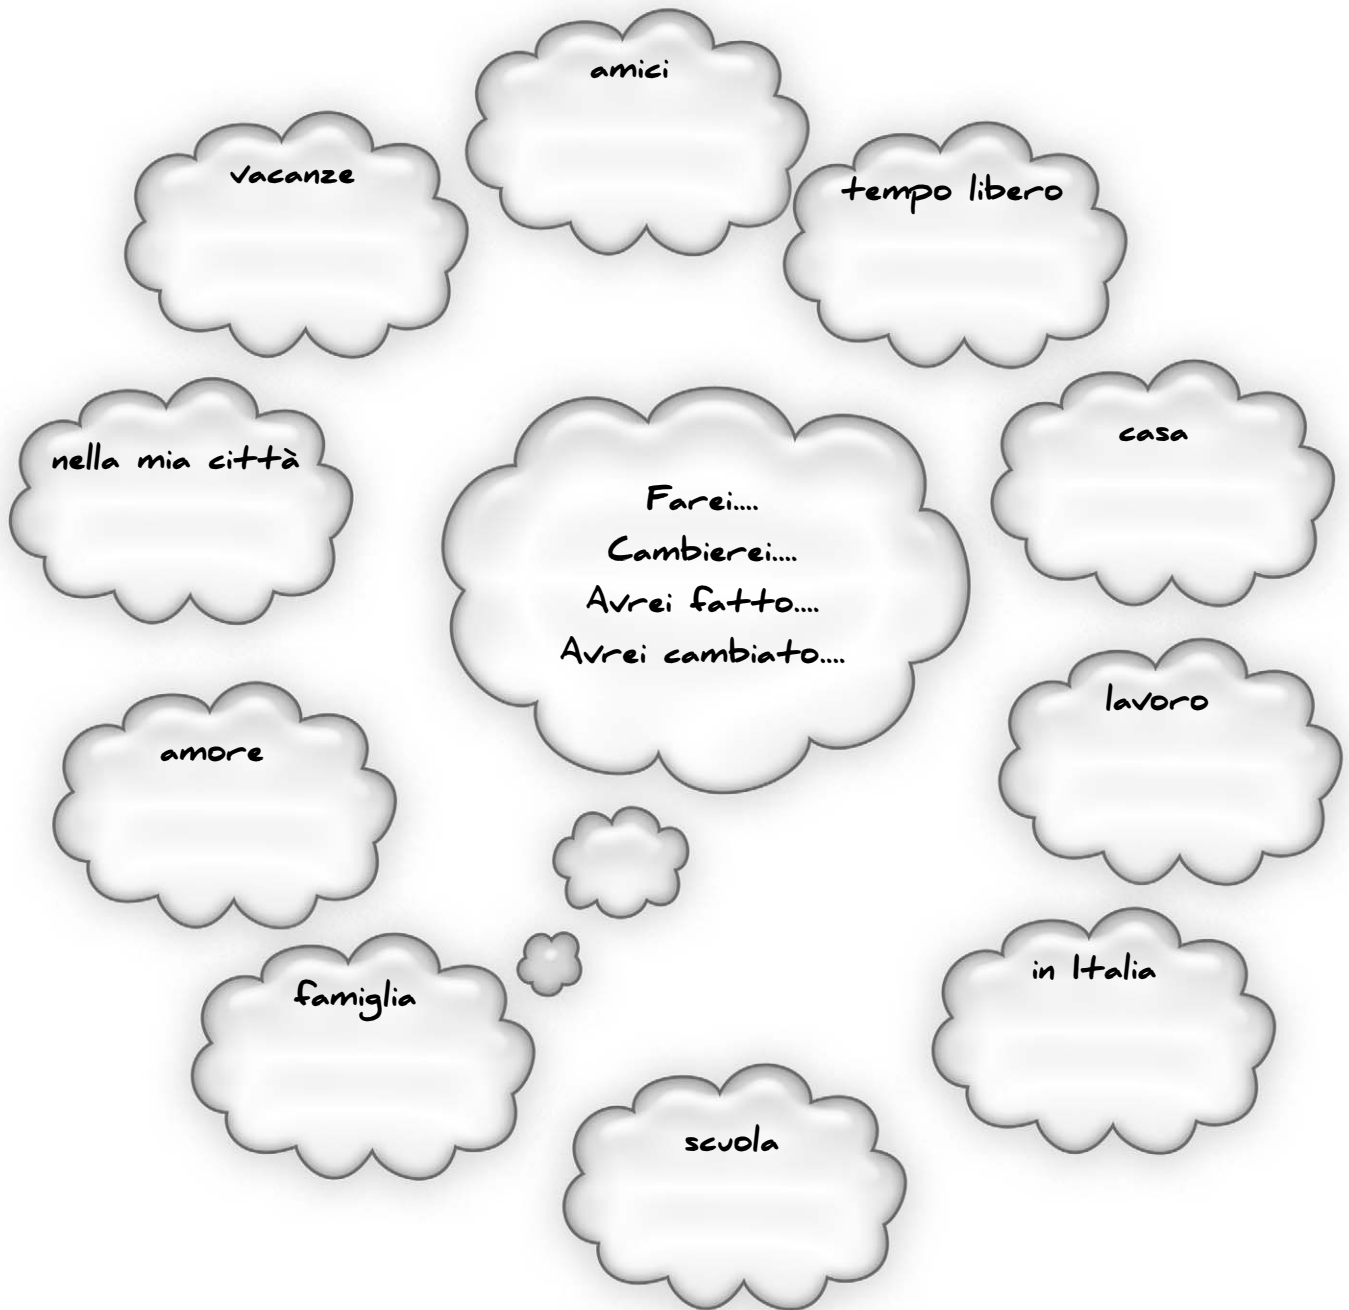 amici
vacanze
tempo libero
casa
nella mia città
Farei....
Cambierei....
Avrei fatto....
Avrei cambiato....
lavoro
amore
in Italia
famiglia
scuola